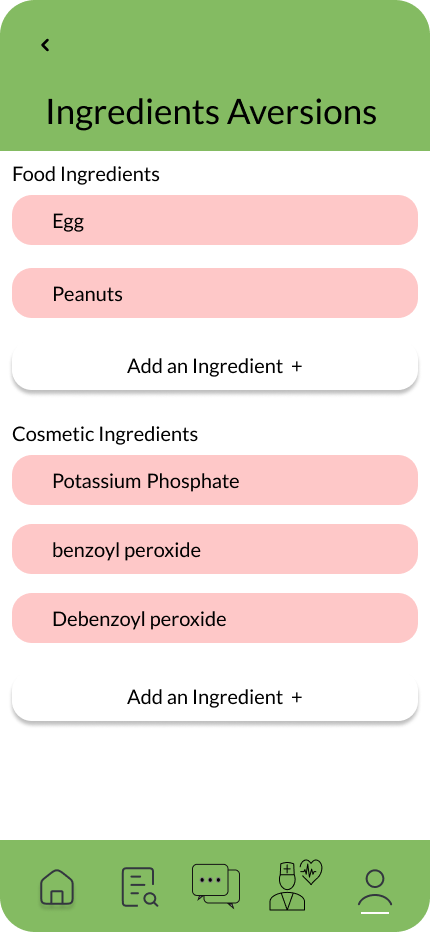 Ingredients Aversions
Food Ingredients
Egg
Peanuts
Add an Ingredient +
Cosmetic Ingredients
Potassium Phosphate
benzoyl peroxide
Debenzoyl peroxide
Add an Ingredient +